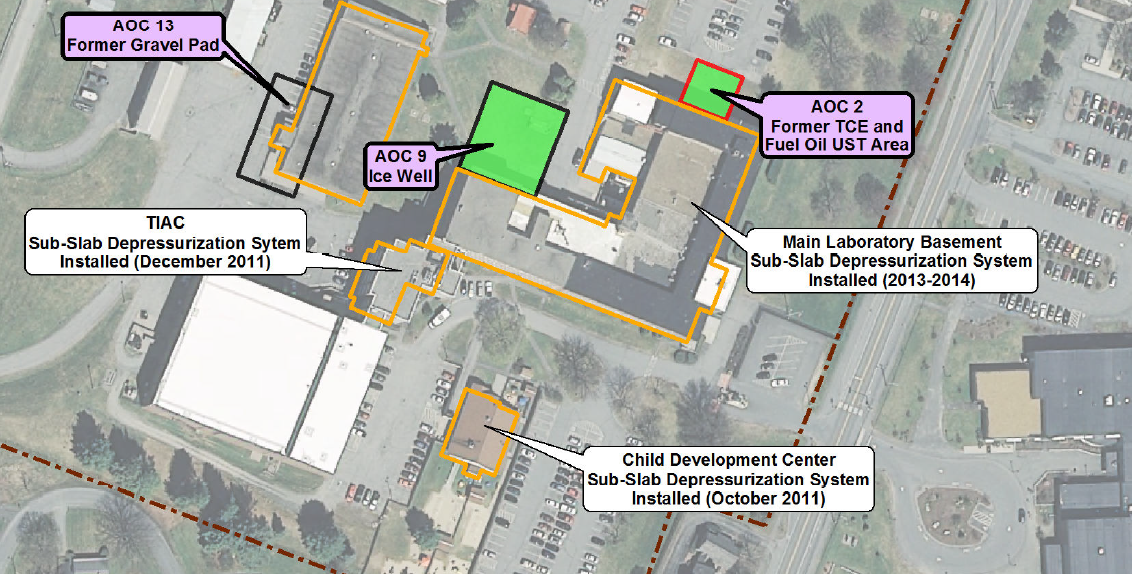 AOC 13
Former Gravel Pad
AOC 9
Ice Well
AOC 2
Former TCE and
Fuel Oil UST Area
TIAC
Sub-Slab Depressurization Sytem
Installed (December 2011)
Main Laboratory Basement
Sub-Slab Depressurization System
Installed (2013-2014)
Child Development Center
Sub-Slab Depressurization System
Installed (October 2011)